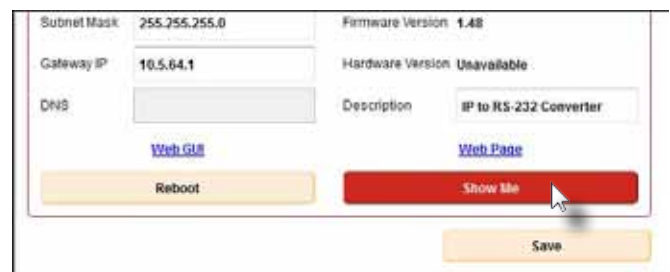 Subnet Mask 255.255.255.0 Firmware Version 1.48
Gateway IP 10.5.64.1 Hardware Version Unavailable
DNS Description IP to RS-232 Converter
Web GUI Web Page
Reboot Show Me
Save